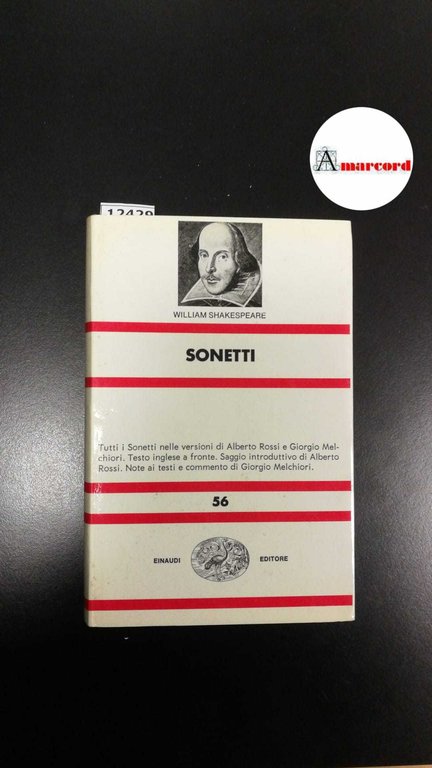 Amarcord
12429
WILLIAM SHAKESPEARE
SONETTI
Tutti i Sonetti nelle versioni di Alberto Rossi e Giorgio Mel-
chiori. Testo inglese a fronte. Saggio introduttivo di Alberto
Rossi. Note ai testi e commento di Giorgio Melchiori.
56
EINAUDI EDITORE